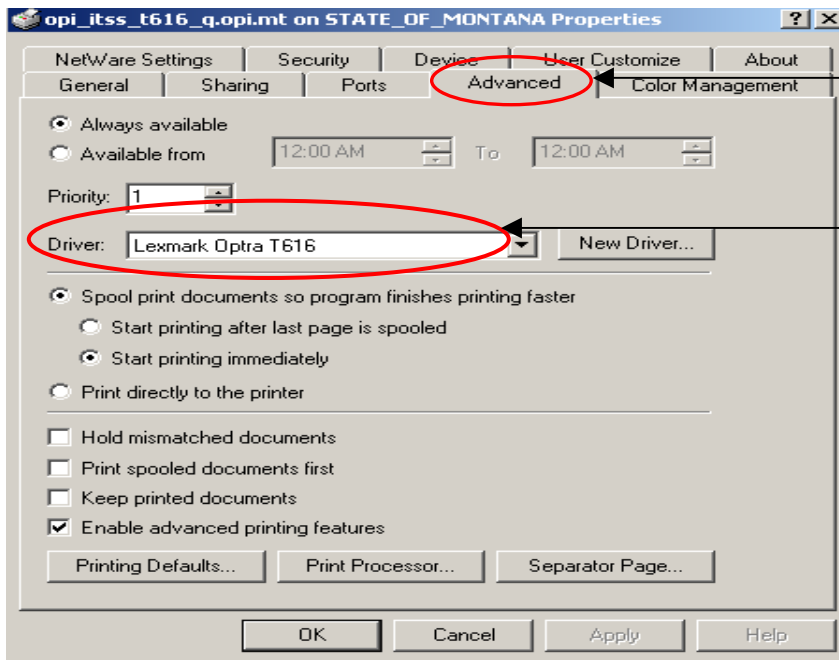 opi_itss_t616_q.opi.mt on STATE_OF_MONTANA Properties
NetWare Settings Security Device User Customize About
General Sharing Ports Advanced Color Management
Always available
Available from 12:00 AM To 12:00 AM
Priority: 1
Driver: Lexmark Optra T616 New Driver...
Spool print documents so program finishes printing faster
Start printing after last page is spooled
Start printing immediately
Print directly to the printer
Hold mismatched documents
Print spooled documents first
Keep printed documents
Enable advanced printing features
Printing Defaults... Print Processor... Separator Page...
OK Cancel Apply Help